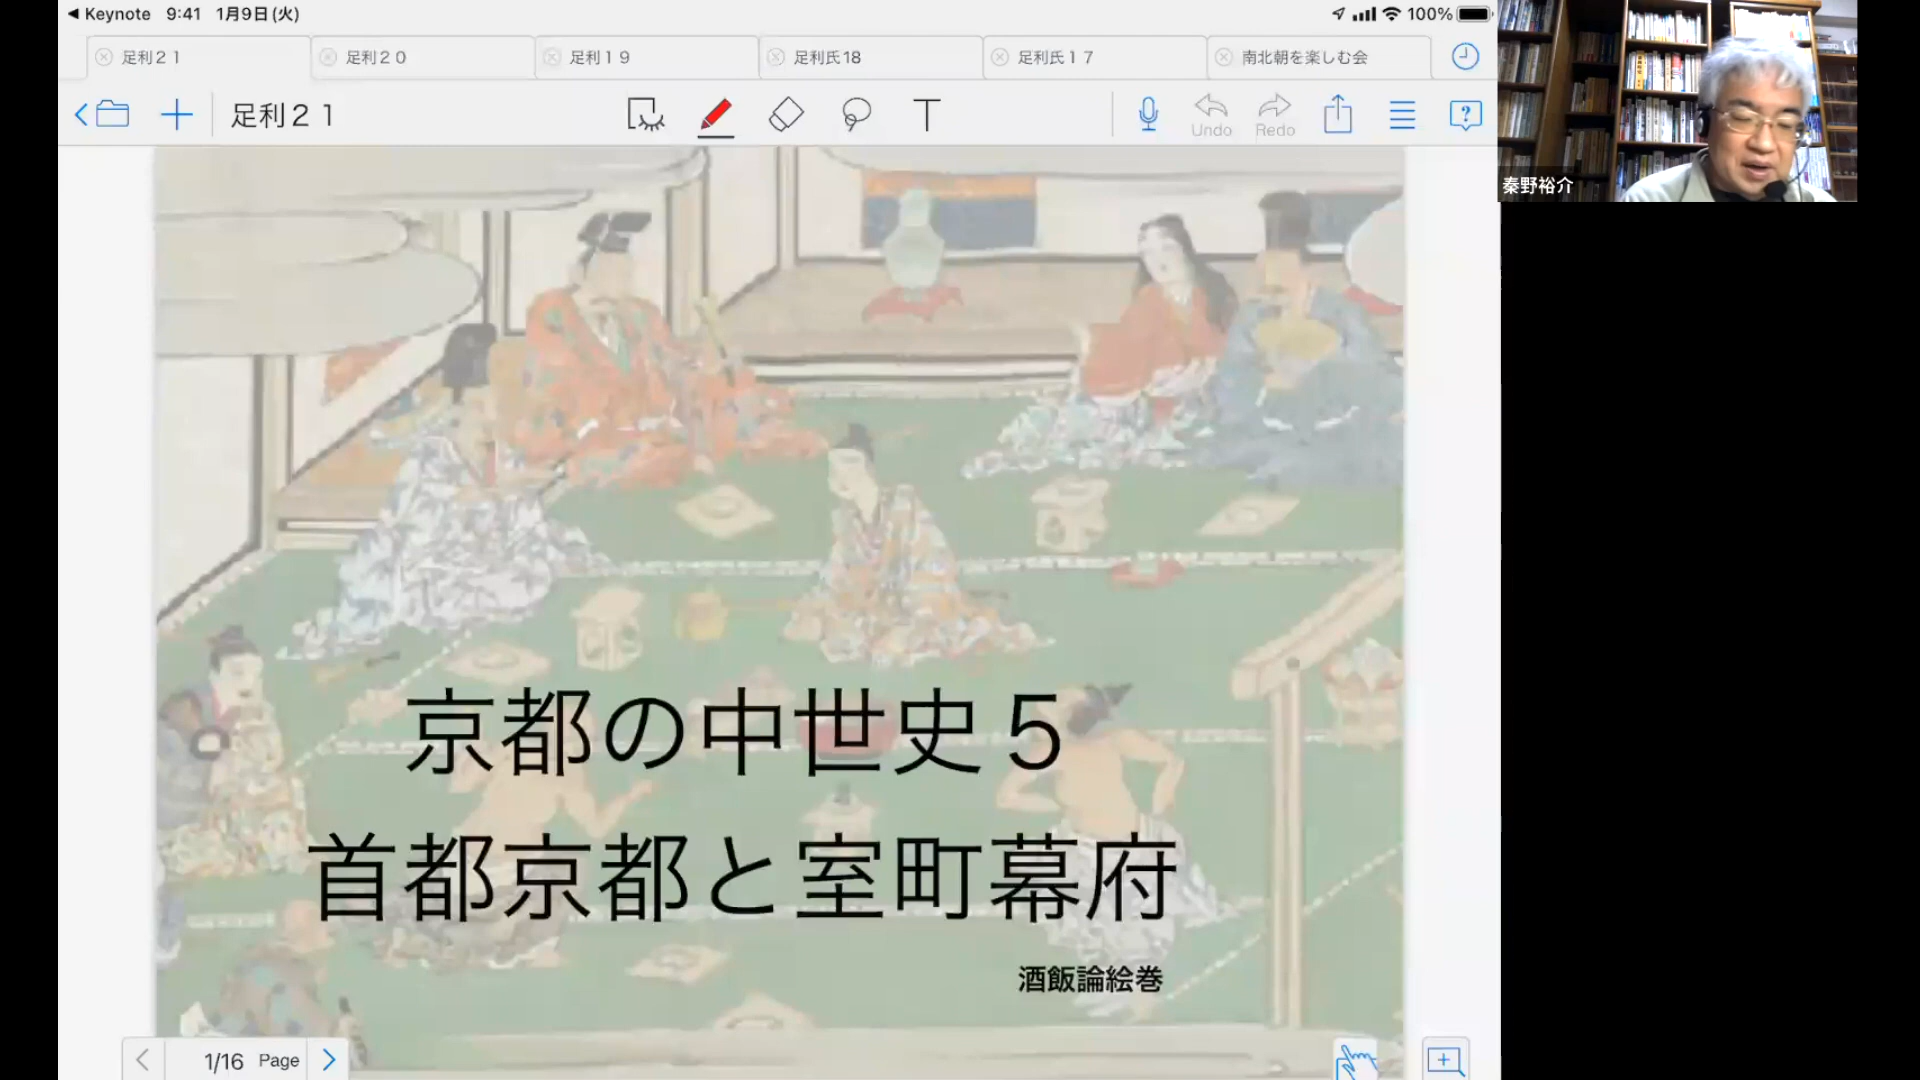 ◀ Keynote 9:41 1月9日(火) 100%
足利２１ 足利２０ 足利１９ 足利氏18 足利氏１７ 南北朝を楽しむ会
足利２１ T Undo Redo ?
秦野裕介
京都の中世史５
首都京都と室町幕府
酒飯論絵巻
1/16 Page